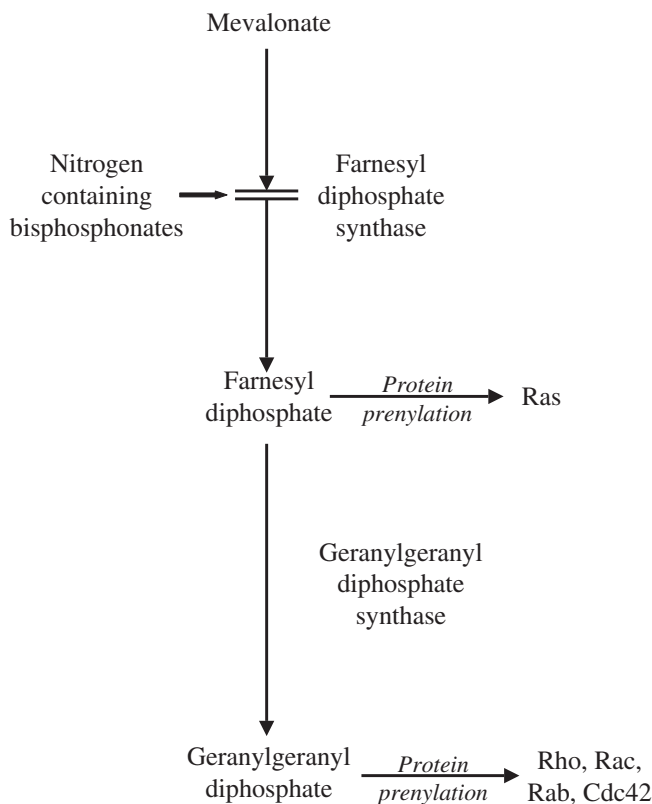 Mevalonate
Nitrogen
containing
bisphosphonates
Farnesyl
diphosphate
synthase
Farnesyl
diphosphate
Protein
prenylation
Ras
Geranylgeranyl
diphosphate
synthase
Geranylgeranyl
diphosphate
Protein
prenylation
Rho, Rac,
Rab, Cdc42